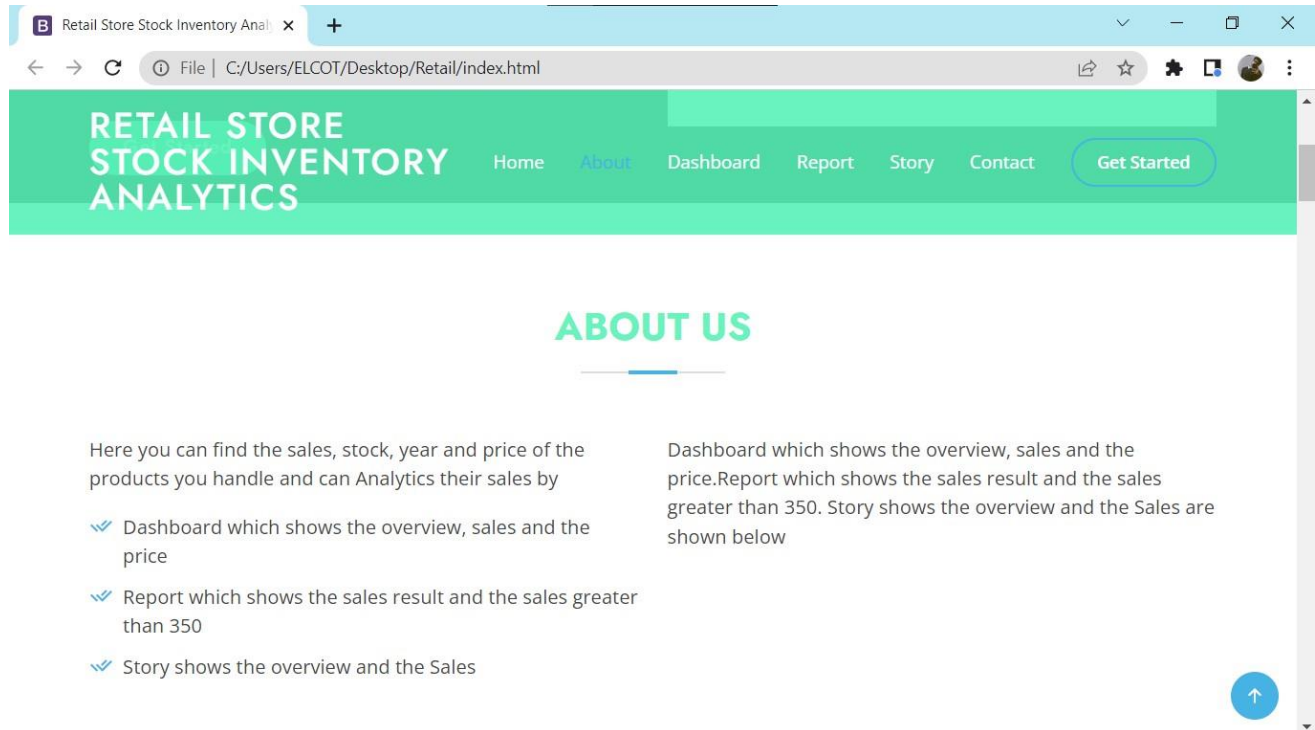 Retail Store Stock Inventory Anal
File | C:/Users/ELCOT/Desktop/Retail/index.html
RETAIL STORE
STOCK INVENTORY
ANALYTICS
Home About Dashboard Report Story Contact Get Started
ABOUT US
Here you can find the sales, stock, year and price of the
products you handle and can Analytics their sales by
Dashboard which shows the overview, sales and the
price
Report which shows the sales result and the sales greater
than 350
Story shows the overview and the Sales
Dashboard which shows the overview, sales and the
price.Report which shows the sales result and the sales
greater than 350. Story shows the overview and the Sales are
shown below